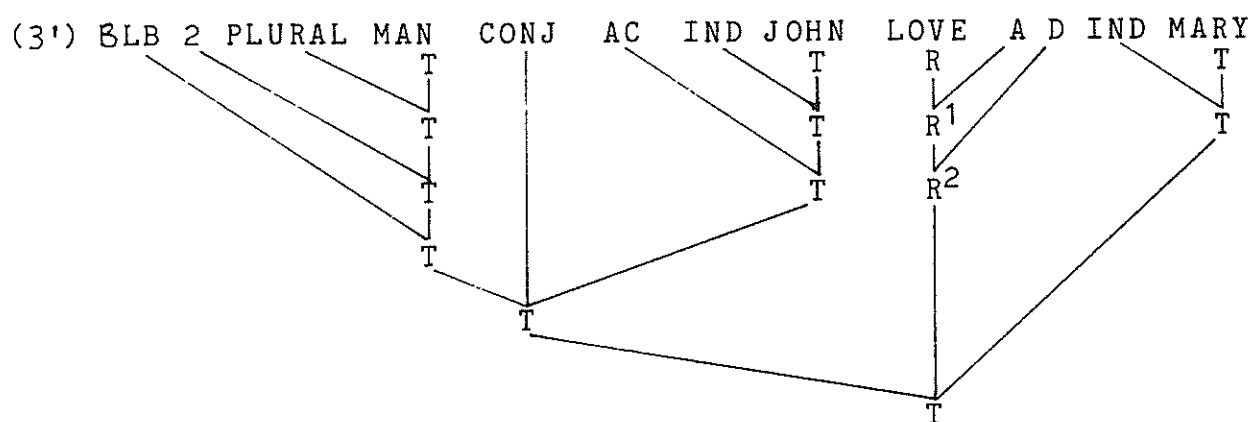 (3') BLB 2 PLURAL MAN CONJ AC IND JOHN LOVE A D IND MARY
T T R T
T T R1 T
T T R2
T
T
T